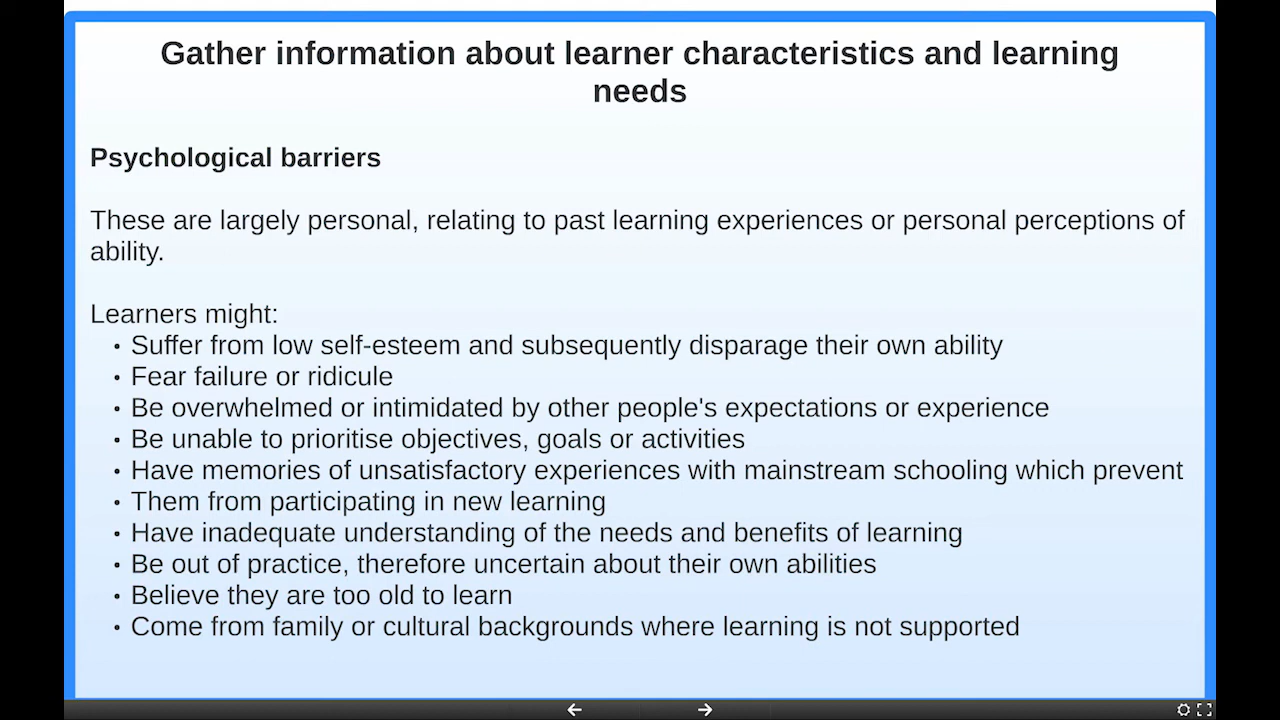 Gather information about learner characteristics and learning
needs
Psychological barriers
These are largely personal, relating to past learning experiences or personal perceptions of
ability.
Learners might:
• Suffer from low self-esteem and subsequently disparage their own ability
• Fear failure or ridicule
• Be overwhelmed or intimidated by other people's expectations or experience
• Be unable to prioritise objectives, goals or activities
• Have memories of unsatisfactory experiences with mainstream schooling which prevent
• Them from participating in new learning
• Have inadequate understanding of the needs and benefits of learning
• Be out of practice, therefore uncertain about their own abilities
• Believe they are too old to learn
• Come from family or cultural backgrounds where learning is not supported